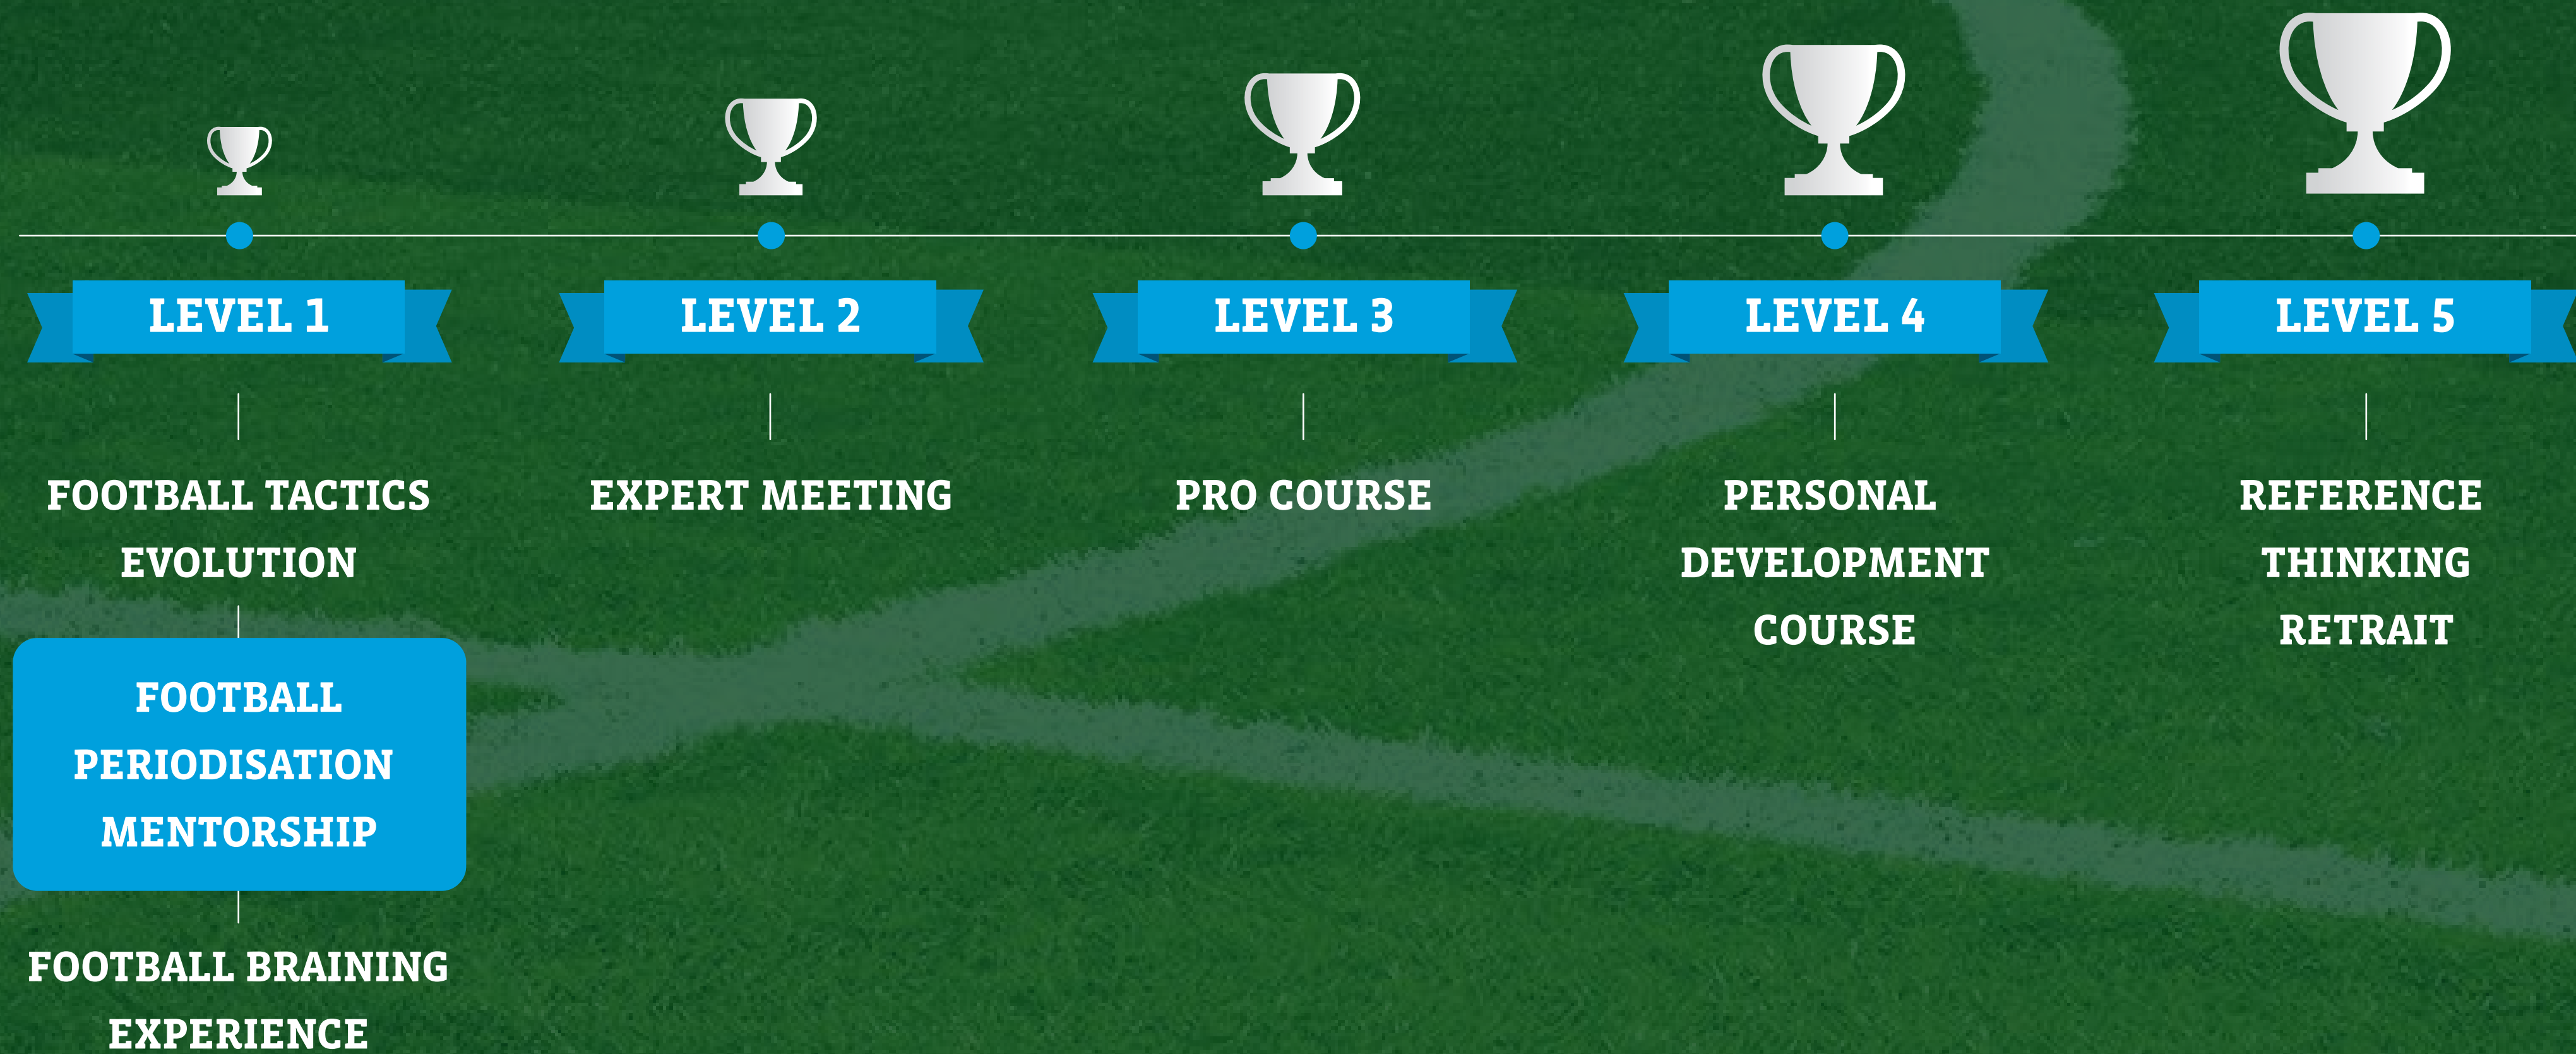 LEVEL 1
FOOTBALL TACTICS
EVOLUTION
FOOTBALL
PERIODISATION
MENTORSHIP
FOOTBALL BRAINING
EXPERIENCE
LEVEL 2
EXPERT MEETING
LEVEL 3
PRO COURSE
LEVEL 4
PERSONAL
DEVELOPMENT
COURSE
LEVEL 5
REFERENCE
THINKING
RETRAIT